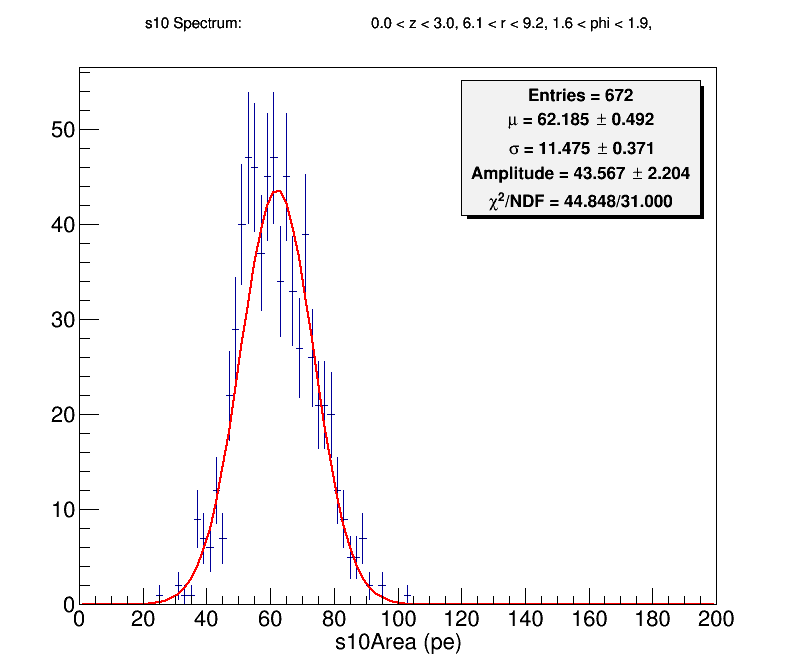 s10 Spectrum: 0.0 < z < 3.0, 6.1 < r < 9.2, 1.6 < phi < 1.9,
Entries = 672
μ = 62.185 ± 0.492
σ = 11.475 ± 0.371
Amplitude = 43.567 ± 2.204
χ²/NDF = 44.848/31.000
50
40
30
20
10
0
0 20 40 60 80 100 120 140 160 180 200
s10Area (pe)